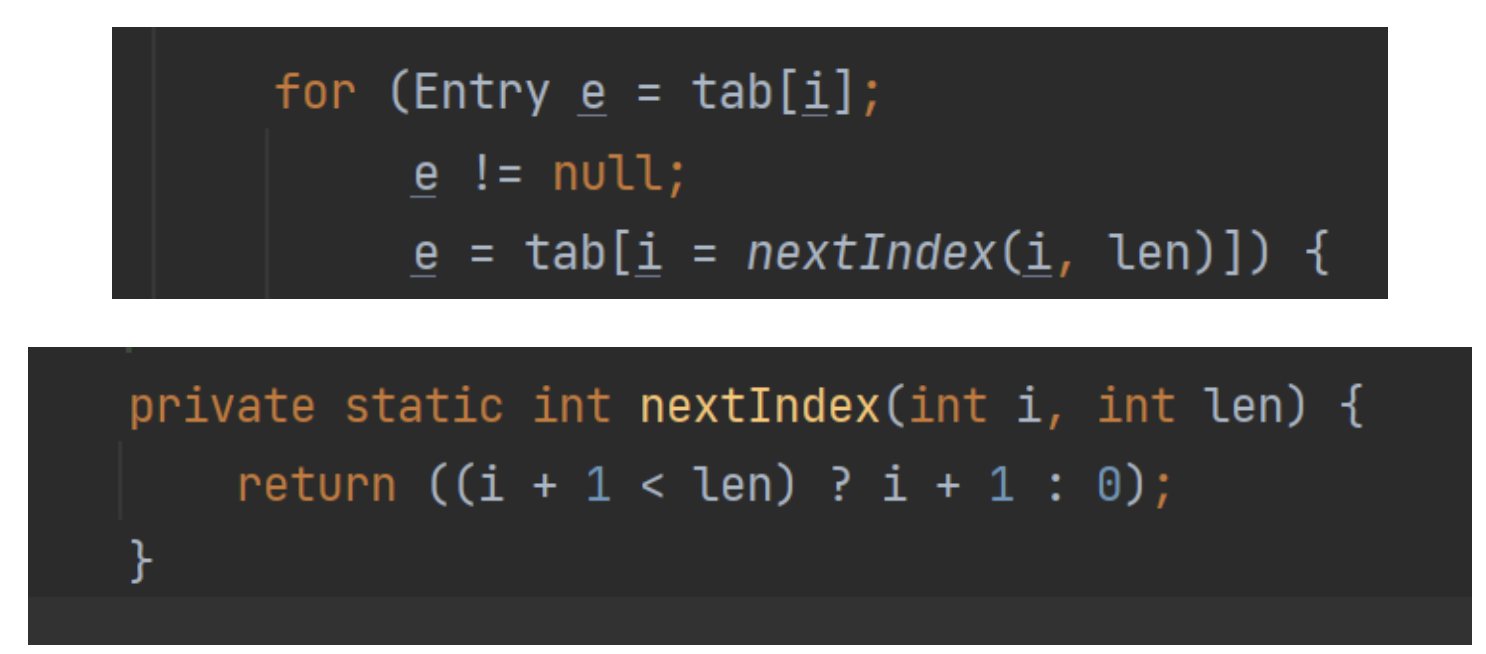 for (Entry e = tab[i];
e != null;
e = tab[i = nextIndex(i, len)]) {
private static int nextIndex(int i, int len) {
return ((i + 1 < len) ? i + 1 : 0);
}